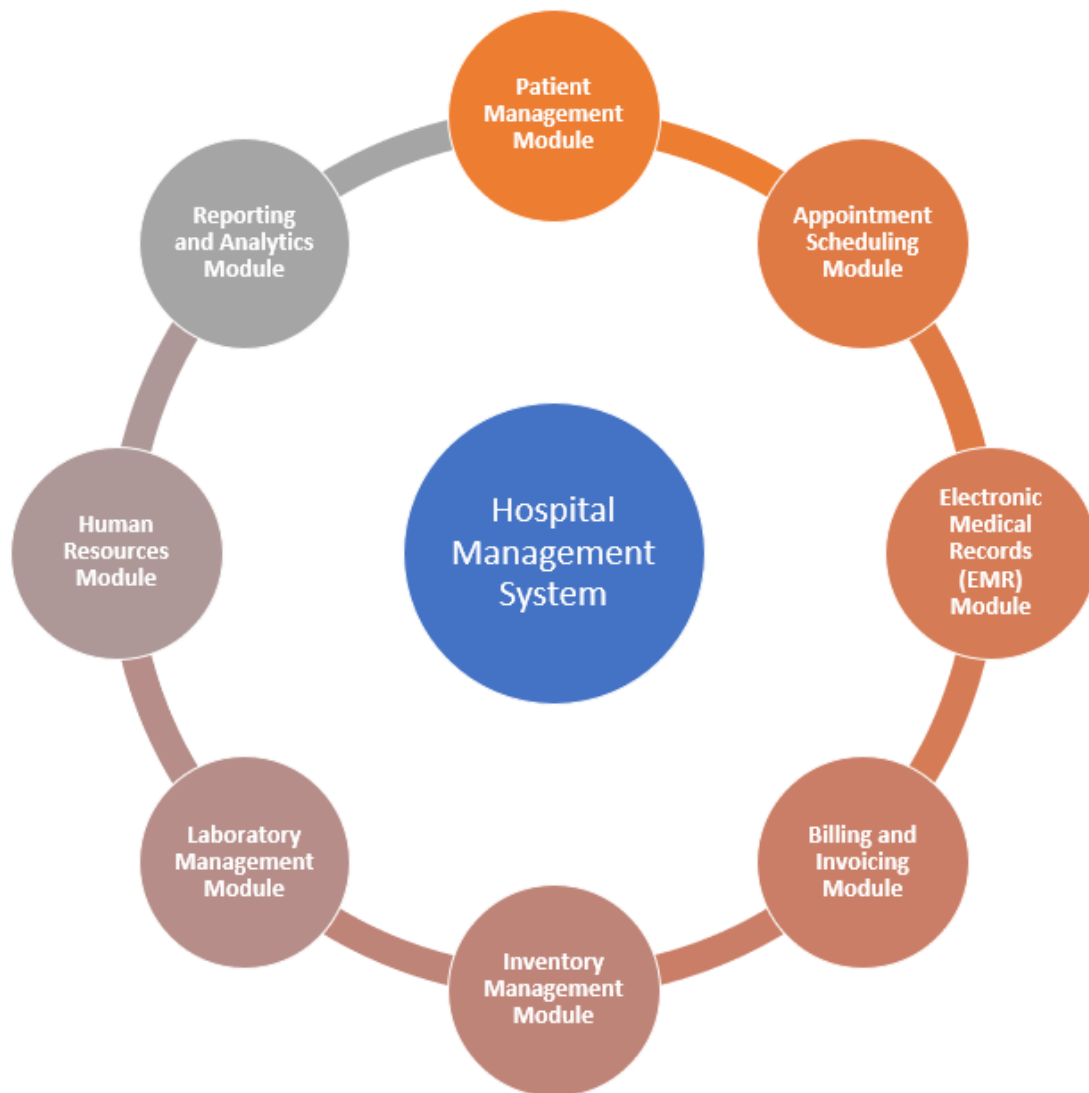 Patient
Management
Module
Appointment
Scheduling
Module
Electronic
Medical
Records
(EMR)
Module
Billing and
Invoicing
Module
Inventory
Management
Module
Laboratory
Management
Module
Human
Resources
Module
Reporting
and Analytics
Module
Hospital
Management
System